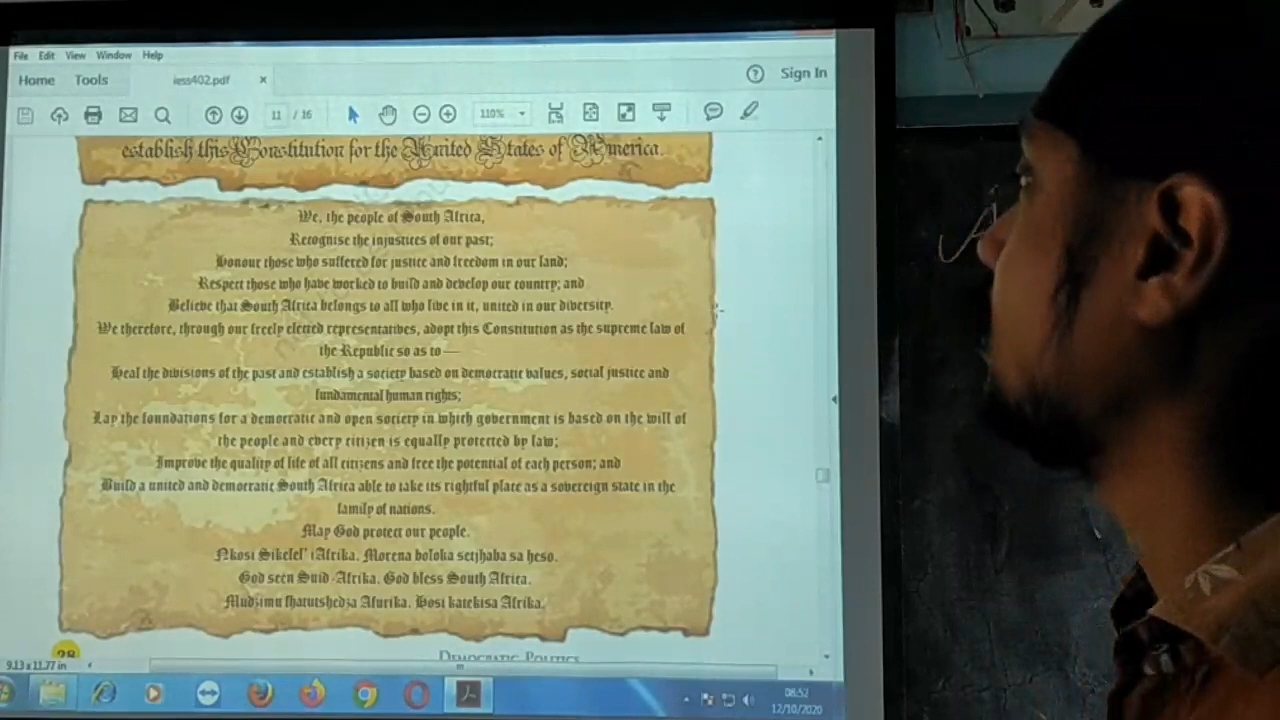 File Edit View Window Help
Home Tools iess402.pdf × ? Sign In
11 / 16 110%
establish this Constitution for the United States of America.
We, the people of South Africa,
Recognise the injustices of our past;
Honour those who suffered for justice and freedom in our land;
Respect those who have worked to build and develop our country; and
Believe that South Africa belongs to all who live in it, united in our diversity.
We therefore, through our freely elected representatives, adopt this Constitution as the supreme law of
the Republic so as to —
Heal the divisions of the past and establish a society based on democratic values, social justice and
fundamental human rights;
Lay the foundations for a democratic and open society in which government is based on the will of
the people and every citizen is equally protected by law;
Improve the quality of life of all citizens and free the potential of each person; and
Build a united and democratic South Africa able to take its rightful place as a sovereign state in the
family of nations.
May God protect our people.
Nkosi Sikelel' iAfrika. Morena boloka setjhaba sa heso.
God seën Suid-Afrika. God bless South Africa.
Mudzimu fhatutshedza Afurika. Hosi katekisa Afrika.
28
DEMOCRATIC POLITICS
9.13 x 11.77 in
08:52
12/10/2020